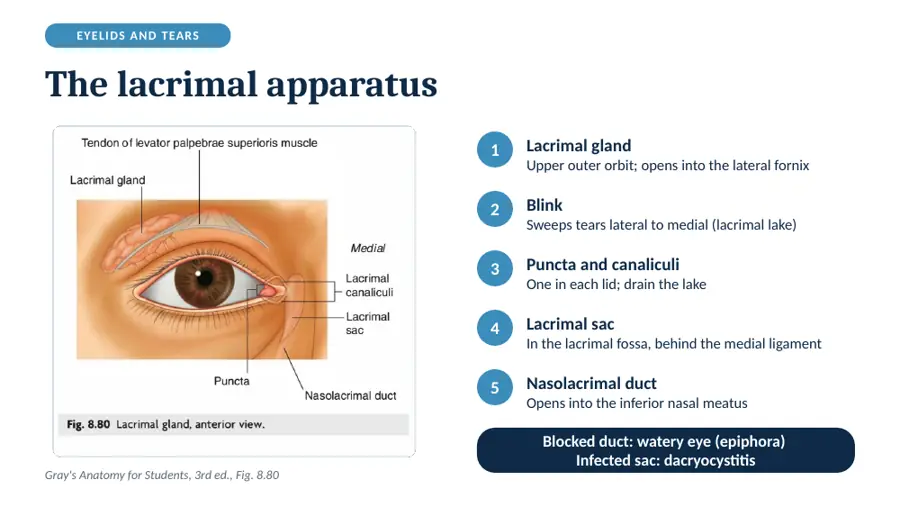 EYELIDS AND TEARS
The lacrimal apparatus
Tendon of levator palpebrae superioris muscle
Lacrimal gland
Medial
Lacrimal
canaliculi
Lacrimal
sac
Puncta
Nasolacrimal duct
Fig. 8.80 Lacrimal gland, anterior view.
Gray's Anatomy for Students, 3rd ed., Fig. 8.80
1
Lacrimal gland
Upper outer orbit; opens into the lateral fornix
2
Blink
Sweeps tears lateral to medial (lacrimal lake)
3
Puncta and canaliculi
One in each lid; drain the lake
4
Lacrimal sac
In the lacrimal fossa, behind the medial ligament
5
Nasolacrimal duct
Opens into the inferior nasal meatus
Blocked duct: watery eye (epiphora)
Infected sac: dacryocystitis